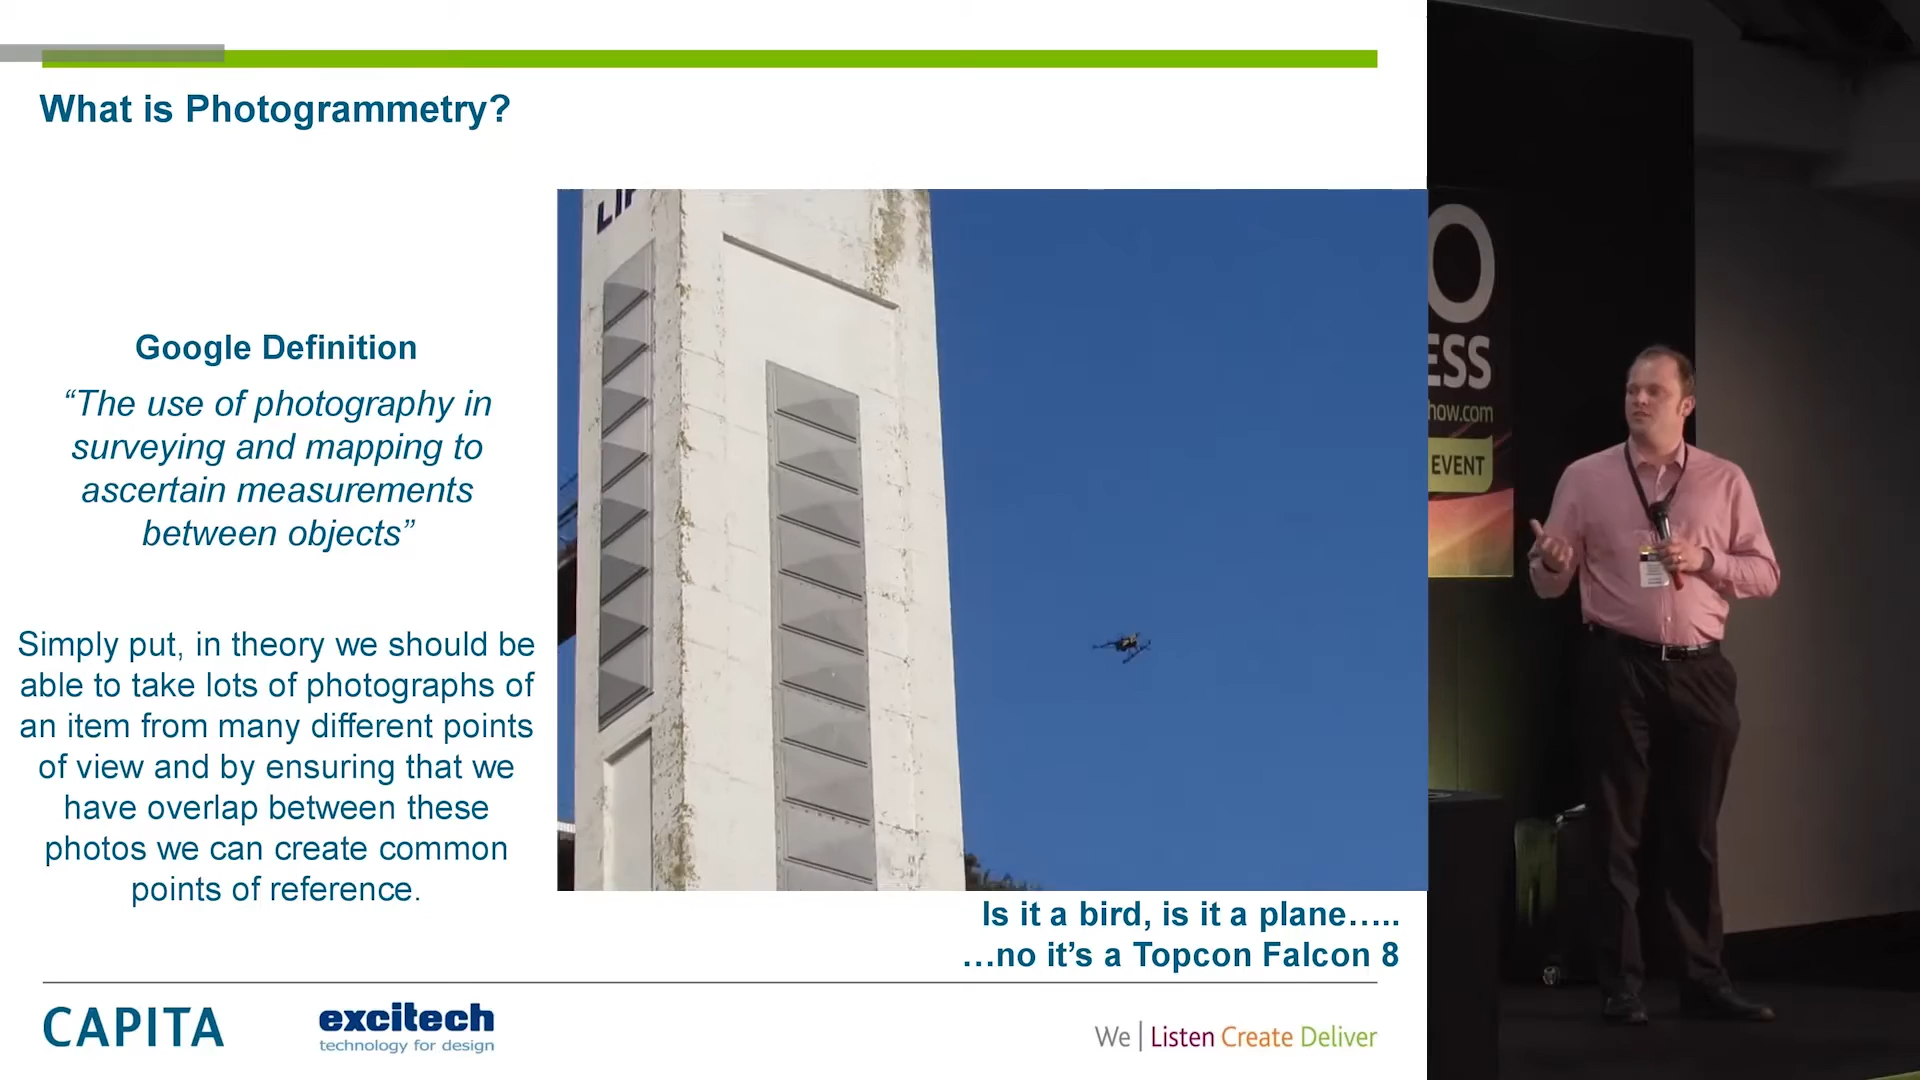 What is Photogrammetry?
Google Definition
“The use of photography in
surveying and mapping to
ascertain measurements
between objects”
Simply put, in theory we should be
able to take lots of photographs of
an item from many different points
of view and by ensuring that we
have overlap between these
photos we can create common
points of reference.
Is it a bird, is it a plane…..
…no it’s a Topcon Falcon 8
CAPITA
excitech
technology for design
We | Listen Create Deliver
O
ESS
how.com
EVENT